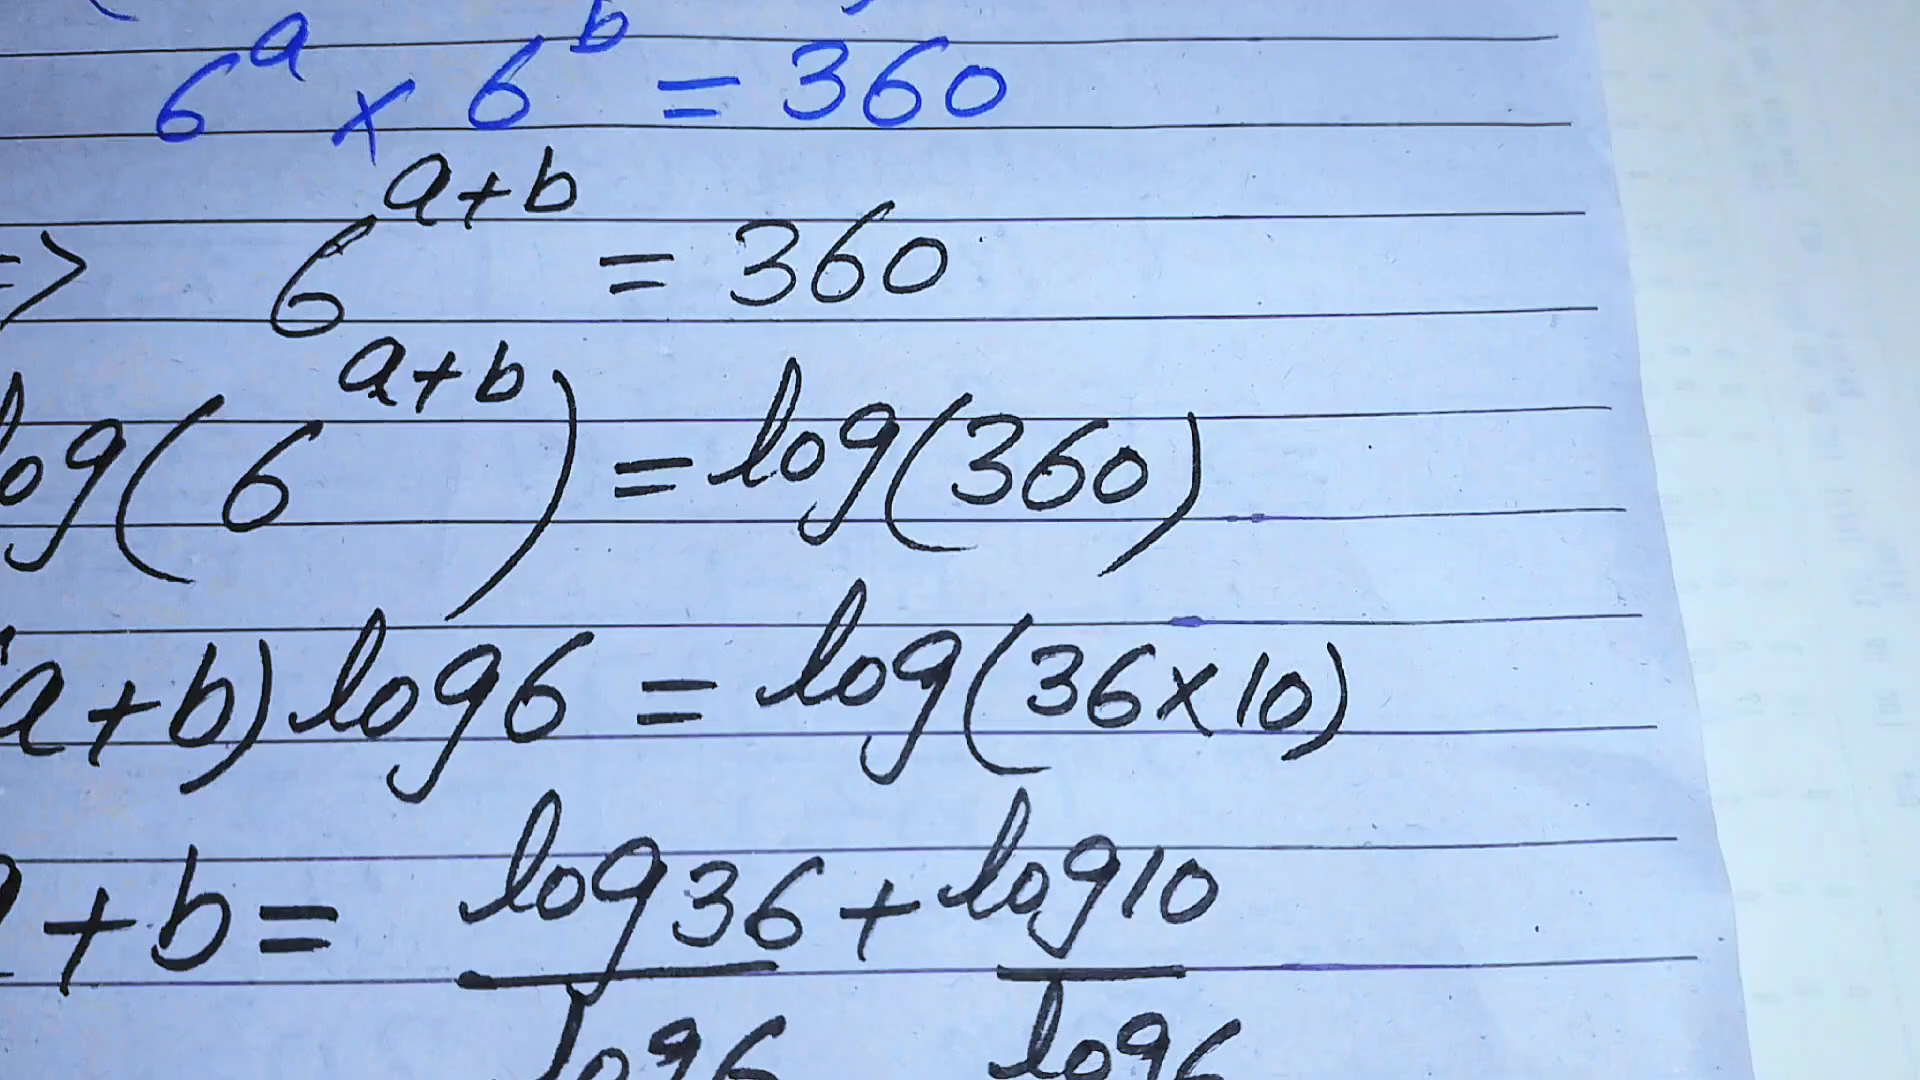 6^a × 6^b = 360
=> 6^(a+b) = 360
log(6^(a+b)) = log(360)
(a+b) log6 = log(36×10)
a+b = log36 + log10
log6 log6